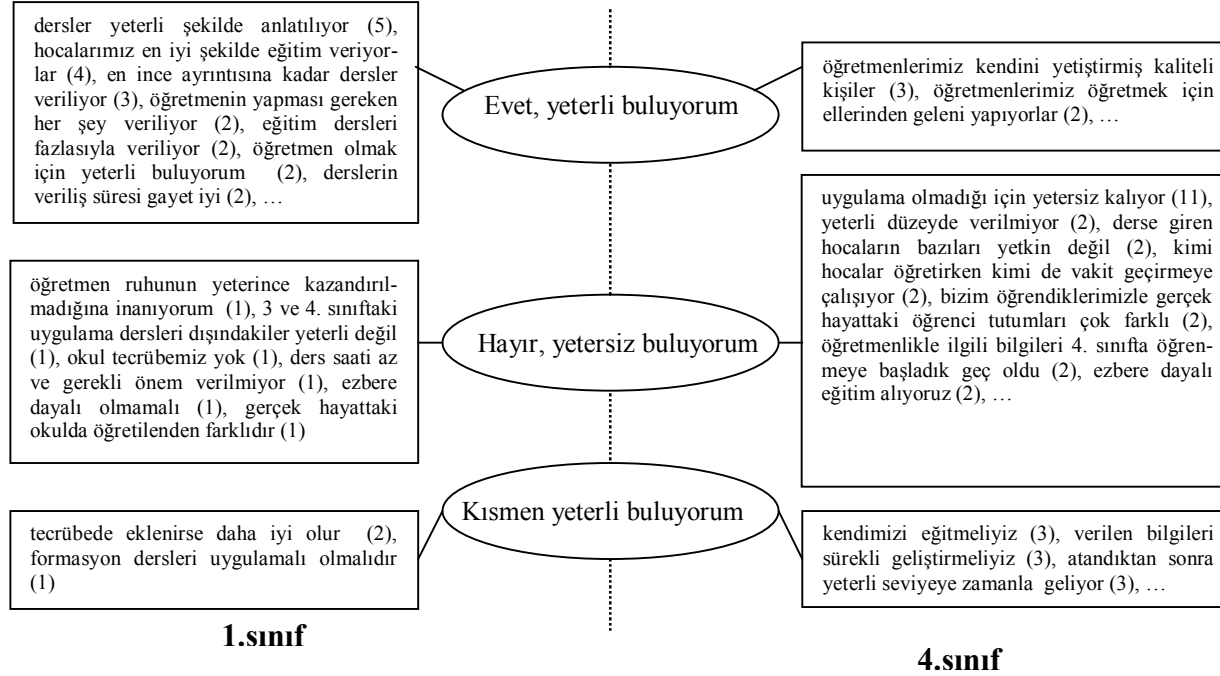 dersler yeterli şekilde anlatılıyor (5),
hocalarımız en iyi şekilde eğitim veriyor-
lar (4), en ince ayrıntısına kadar dersler
veriliyor (3), öğretmenin yapması gereken
her şey veriliyor (2), eğitim dersleri
fazlasıyla veriliyor (2), öğretmen olmak
için yeterli buluyorum (2), derslerin
veriliş süresi gayet iyi (2), …
Evet, yeterli buluyorum
öğretmenlerimiz kendini yetiştirmiş kaliteli
kişiler (3), öğretmenlerimiz öğretmek için
ellerinden geleni yapıyorlar (2), …
öğretmen ruhunun yeterince kazandırıl-
madığına inanıyorum (1), 3 ve 4. sınıftaki
uygulama dersleri dışındakiler yeterli değil
(1), okul tecrübemiz yok (1), ders saati az
ve gerekli önem verilmiyor (1), ezbere
dayalı olmamalı (1), gerçek hayattaki
okulda öğretilenden farklıdır (1)
Hayır, yetersiz buluyorum
uygulama olmadığı için yetersiz kalıyor (11),
yeterli düzeyde verilmiyor (2), derse giren
hocaların bazıları yetkin değil (2), kimi
hocalar öğretirken kimi de vakit geçirmeye
çalışıyor (2), bizim öğrendiklerimizle gerçek
hayattaki öğrenci tutumları çok farklı (2),
öğretmenlikle ilgili bilgileri 4. sınıfta öğren-
meye başladık geç oldu (2), ezbere dayalı
eğitim alıyoruz (2), …
tecrübede eklenirse daha iyi olur (2),
formasyon dersleri uygulamalı olmalıdır
(1)
Kısmen yeterli buluyorum
kendimizi eğitmeliyiz (3), verilen bilgileri
sürekli geliştirmeliyiz (3), atandıktan sonra
yeterli seviyeye zamanla geliyor (3), …
1.sınıf
4.sınıf